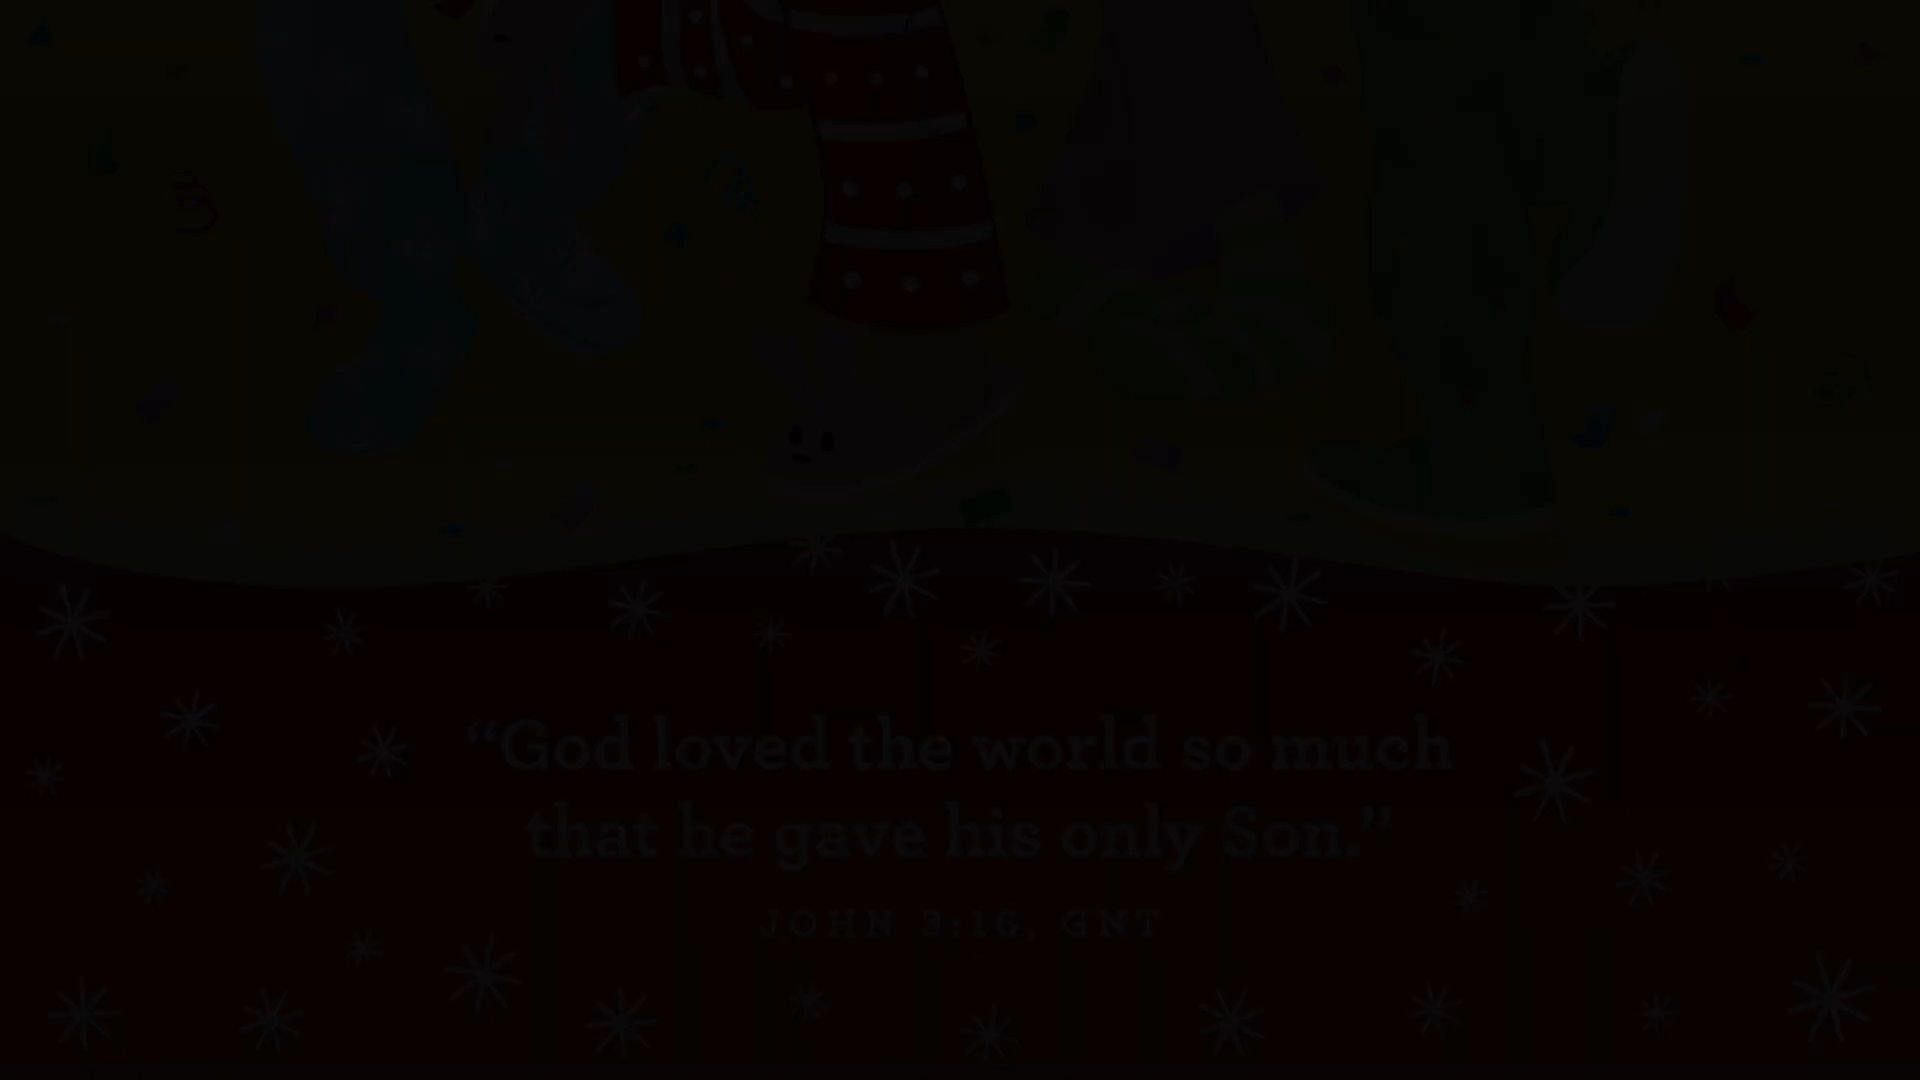 “God loved the world so much
that he gave his only Son.”
JOHN 3:16, GNT